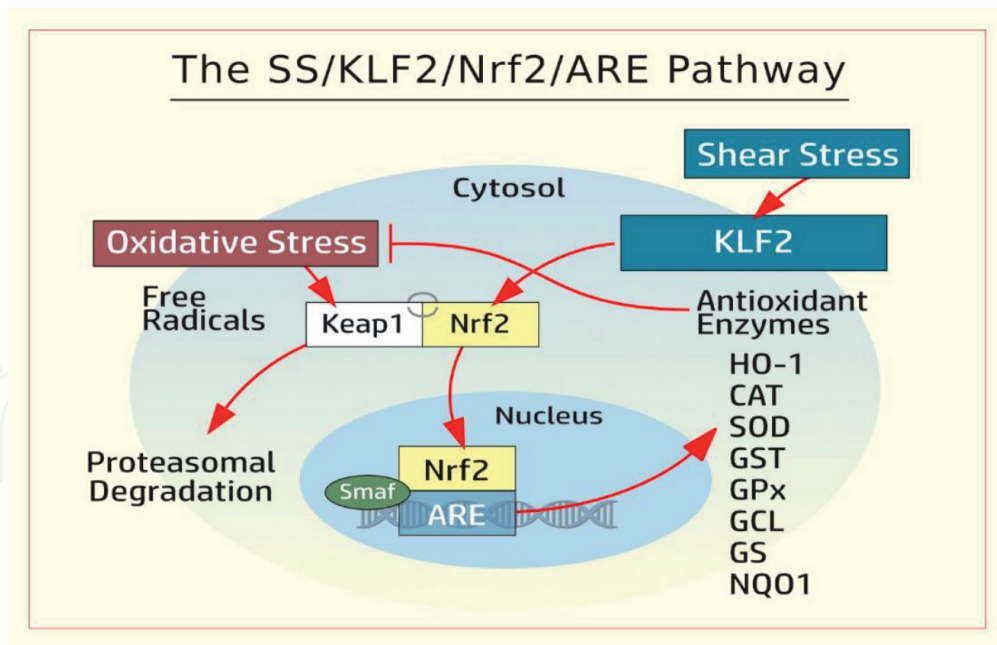 The SS/KLF2/Nrf2/ARE Pathway
Shear Stress
Cytosol
KLF2
Oxidative Stress
Free
Radicals
Keap1
Nrf2
Antioxidant
Enzymes
HO-1
CAT
SOD
GST
GPx
GCL
GS
NQO1
Nucleus
Proteasomal
Degradation
Nrf2
Smaf
ARE